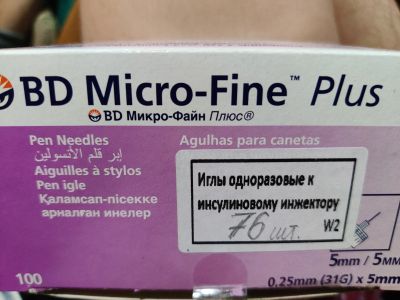 BD Micro-Fine™ Plus
BD Микро-Файн Плюс®
Pen Needles
Agulhas para canetas
إبر قلم الأنسولين
Aiguilles à stylos
Pen igle
Қаламсап-пісекке
арналған инелер
Иглы одноразовые к
инсулиновому инжектору
76 шт. W2
5mm / 5мм
100
0.25mm (31G) x 5mm